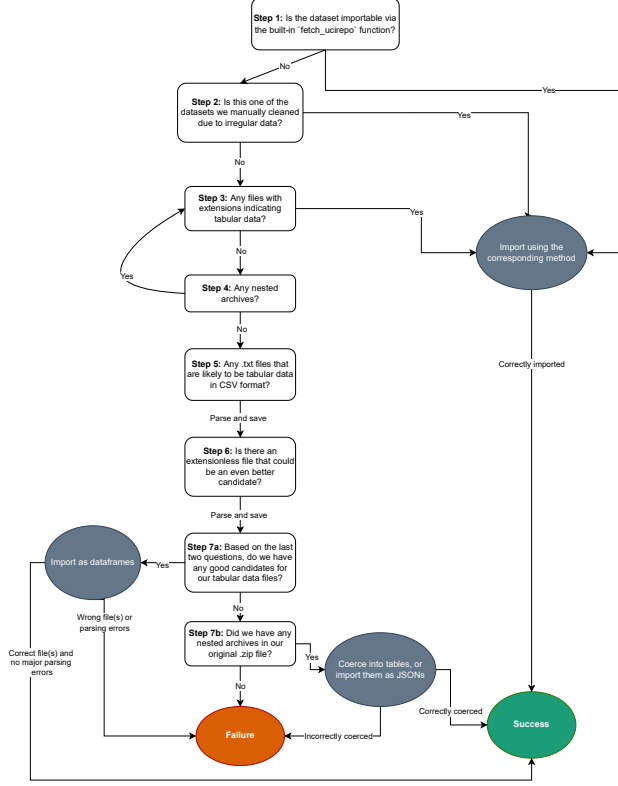 Step 1: Is the dataset importable via
the built-in `fetch_ucirepo` function?
No
Yes
Step 2: Is this one of the
datasets we manually cleaned
due to irregular data?
Yes
No
Step 3: Any files with
extensions indicating
tabular data?
Yes
Import using the
corresponding method
No
Yes
Step 4: Any nested
archives?
No
Correctly imported
Step 5: Any .txt files that
are likely to be tabular data
in CSV format?
Parse and save
Step 6: Is there an
extensionless file that could
be an even better
candidate?
Parse and save
Step 7a: Based on the last
two questions, do we have
any good candidates for
our tabular data files?
Yes
Import as dataframes
No
Wrong file(s) or
parsing errors
Correct file(s) and
no major parsing
errors
Step 7b: Did we have any
nested archives in our
original .zip file?
Yes
Coerce into tables, or
import them as JSONs
No
Correctly coerced
Failure
Incorrectly coerced
Success